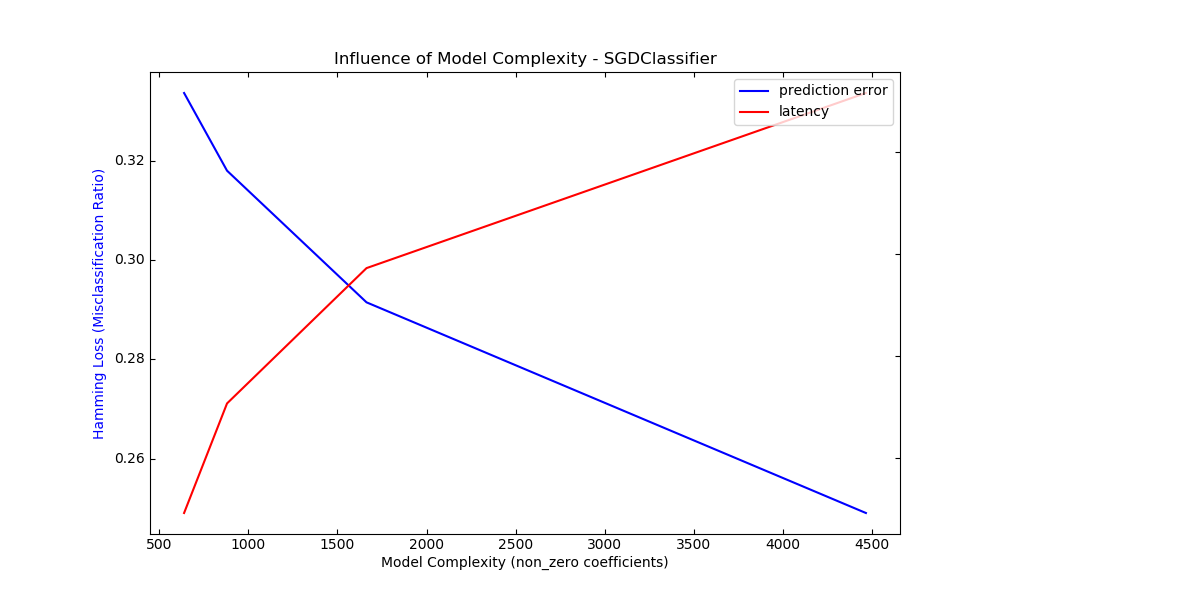 Influence of Model Complexity - SGDClassifier
prediction error
latency
Hamming Loss (Misclassification Ratio)
0.32
0.30
0.28
0.26
500 1000 1500 2000 2500 3000 3500 4000 4500
Model Complexity (non_zero coefficients)